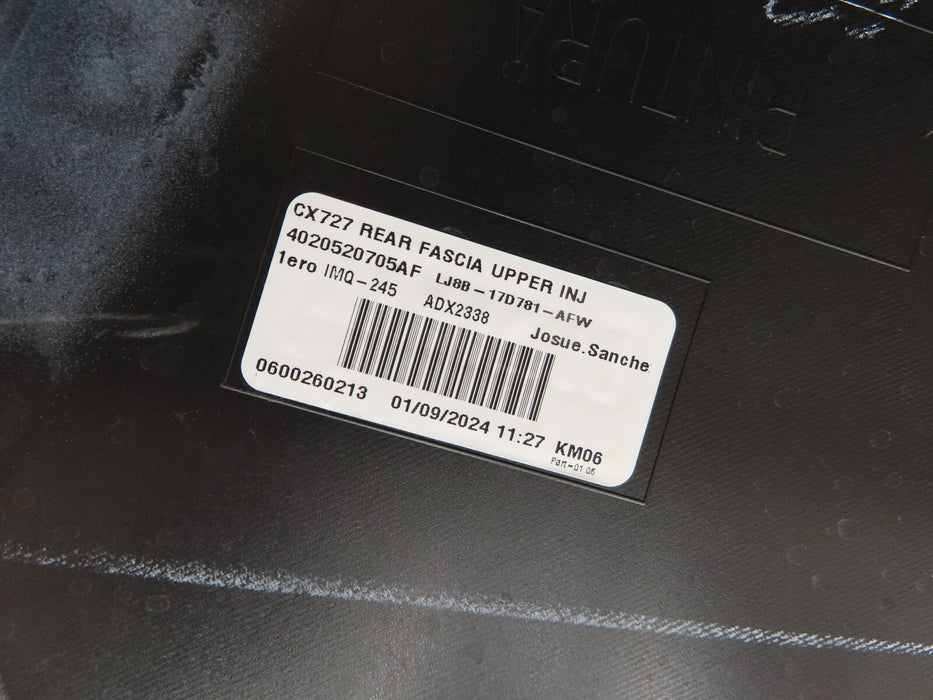 PINTURA
CX727 REAR FASCIA UPPER INJ
4020520705AF LJ8B-17D781-AFW
1ero IMQ-245 ADX2338 Josue.Sanche
0600260213 01/09/2024 11:27 KM06
Part-01.05